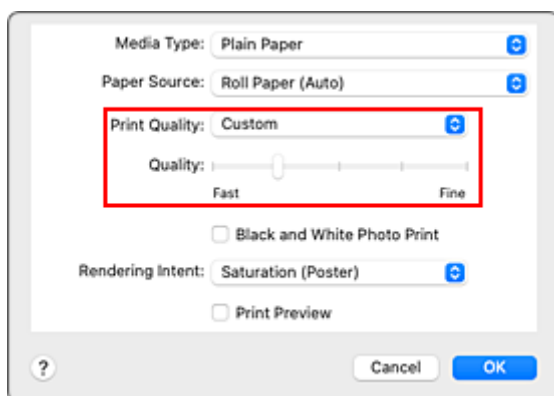 Media Type: Plain Paper
Paper Source: Roll Paper (Auto)
Print Quality: Custom
Quality:
Fast Fine
Black and White Photo Print
Rendering Intent: Saturation (Poster)
Print Preview
? Cancel OK